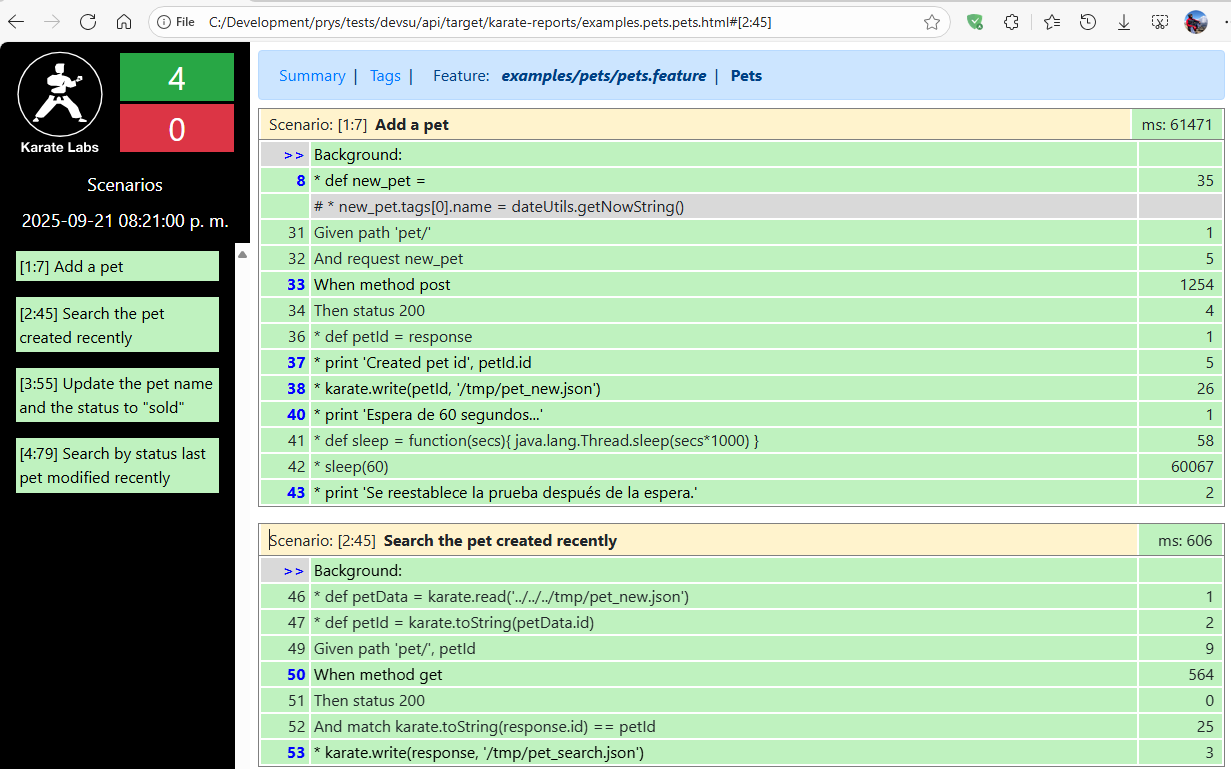 File C:/Development/prys/tests/devsu/api/target/karate-reports/examples.pets.pets.html#[2:45]
4
0
Karate Labs
Scenarios
2025-09-21 08:21:00 p. m.
[1:7] Add a pet
[2:45] Search the pet
created recently
[3:55] Update the pet name
and the status to "sold"
[4:79] Search by status last
pet modified recently
Summary | Tags | Feature: examples/pets/pets.feature | Pets
Scenario: [1:7] Add a pet ms: 61471
>> Background:
8 * def new_pet = 35
# * new_pet.tags[0].name = dateUtils.getNowString()
31 Given path 'pet/' 1
32 And request new_pet 5
33 When method post 1254
34 Then status 200 4
36 * def petId = response 1
37 * print 'Created pet id', petId.id 5
38 * karate.write(petId, '/tmp/pet_new.json') 26
40 * print 'Espera de 60 segundos...' 1
41 * def sleep = function(secs){ java.lang.Thread.sleep(secs*1000) } 58
42 * sleep(60) 60067
43 * print 'Se reestablece la prueba después de la espera.' 2
Scenario: [2:45] Search the pet created recently ms: 606
>> Background:
46 * def petData = karate.read('../../../tmp/pet_new.json') 1
47 * def petId = karate.toString(petData.id) 2
49 Given path 'pet/', petId 9
50 When method get 564
51 Then status 200 0
52 And match karate.toString(response.id) == petId 25
53 * karate.write(response, '/tmp/pet_search.json') 3